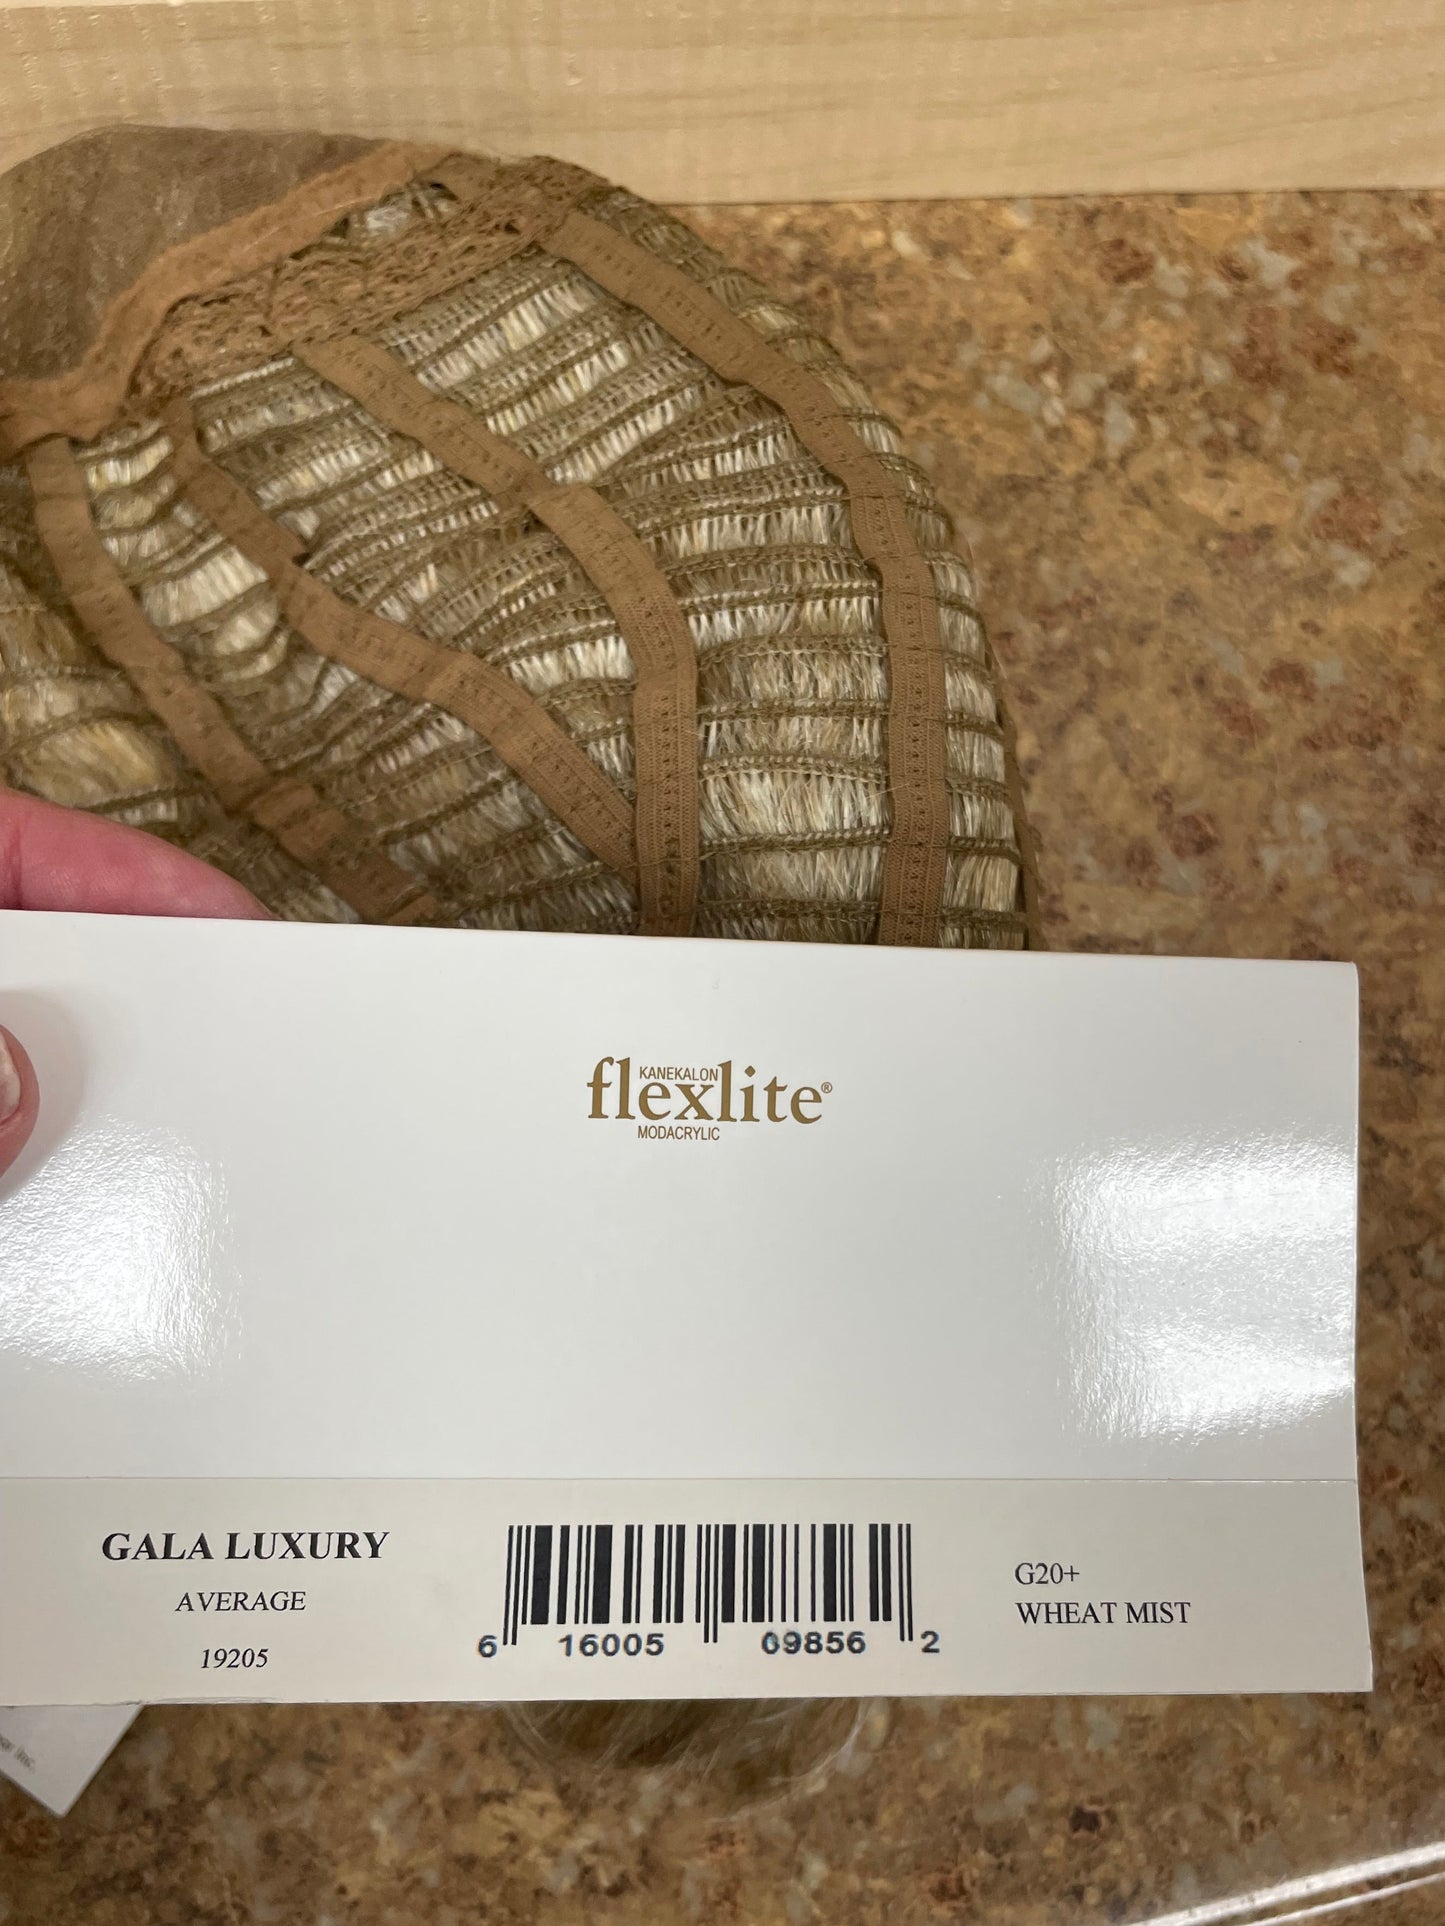 KANEKALON
flexlite®
MODACRYLIC
GALA LUXURY
AVERAGE
19205
6 16005 09856 2
G20+
WHEAT MIST